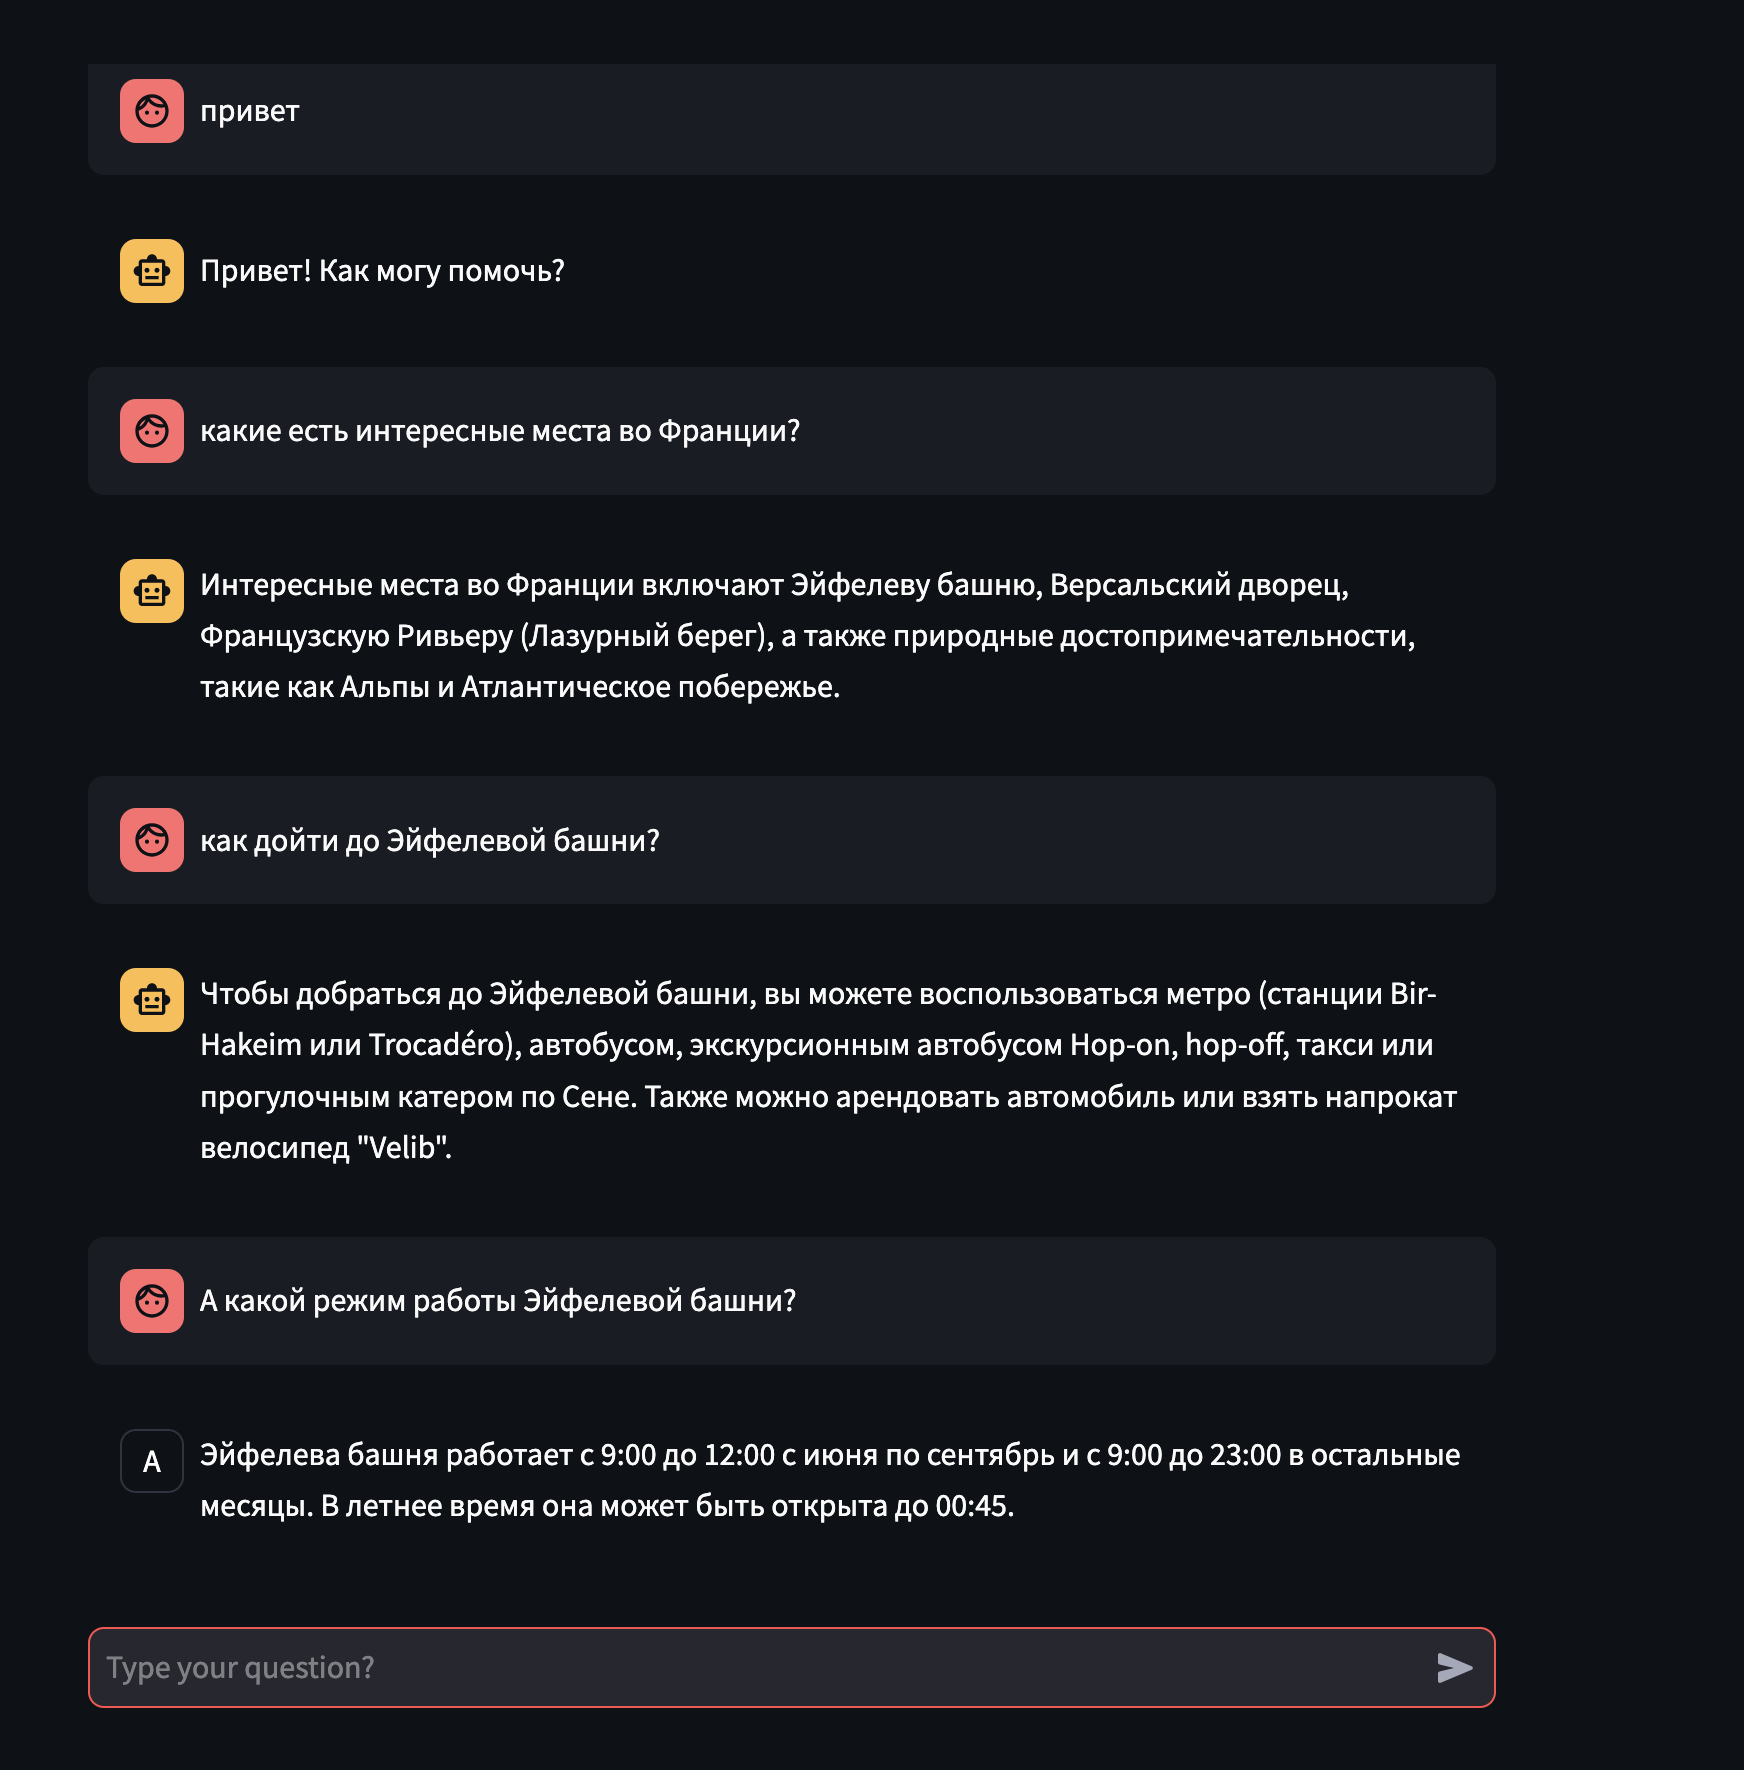 привет
Привет! Как могу помочь?
какие есть интересные места во Франции?
Интересные места во Франции включают Эйфелеву башню, Версальский дворец,
Французскую Ривьеру (Лазурный берег), а также природные достопримечательности,
такие как Альпы и Атлантическое побережье.
как дойти до Эйфелевой башни?
Чтобы добраться до Эйфелевой башни, вы можете воспользоваться метро (станции Bir-
Hakeim или Trocadéro), автобусом, экскурсионным автобусом Hop-on, hop-off, такси или
прогулочным катером по Сене. Также можно арендовать автомобиль или взять напрокат
велосипед "Velib".
А какой режим работы Эйфелевой башни?
A
Эйфелева башня работает с 9:00 до 12:00 с июня по сентябрь и с 9:00 до 23:00 в остальные
месяцы. В летнее время она может быть открыта до 00:45.
Type your question?